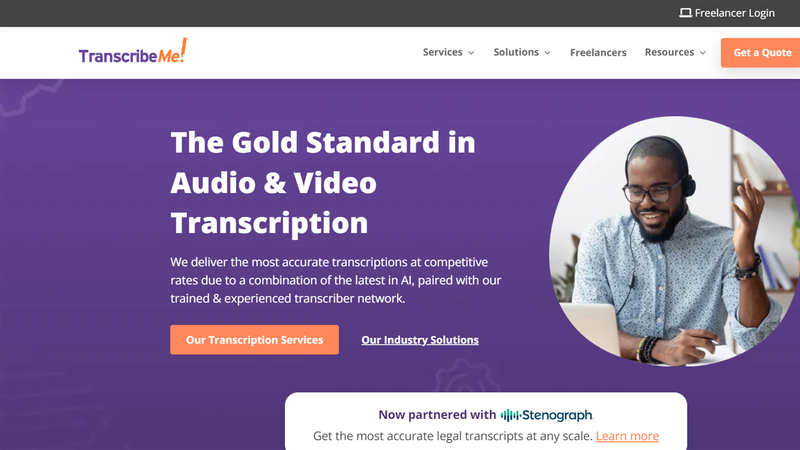 Freelancer Login
TranscribeMe!
Services
Solutions
Freelancers
Resources
Get a Quote
The Gold Standard in
Audio & Video
Transcription
We deliver the most accurate transcriptions at competitive
rates due to a combination of the latest in AI, paired with our
trained & experienced transcriber network.
Our Transcription Services
Our Industry Solutions
Now partnered with Stenograph
Get the most accurate legal transcripts at any scale. Learn more